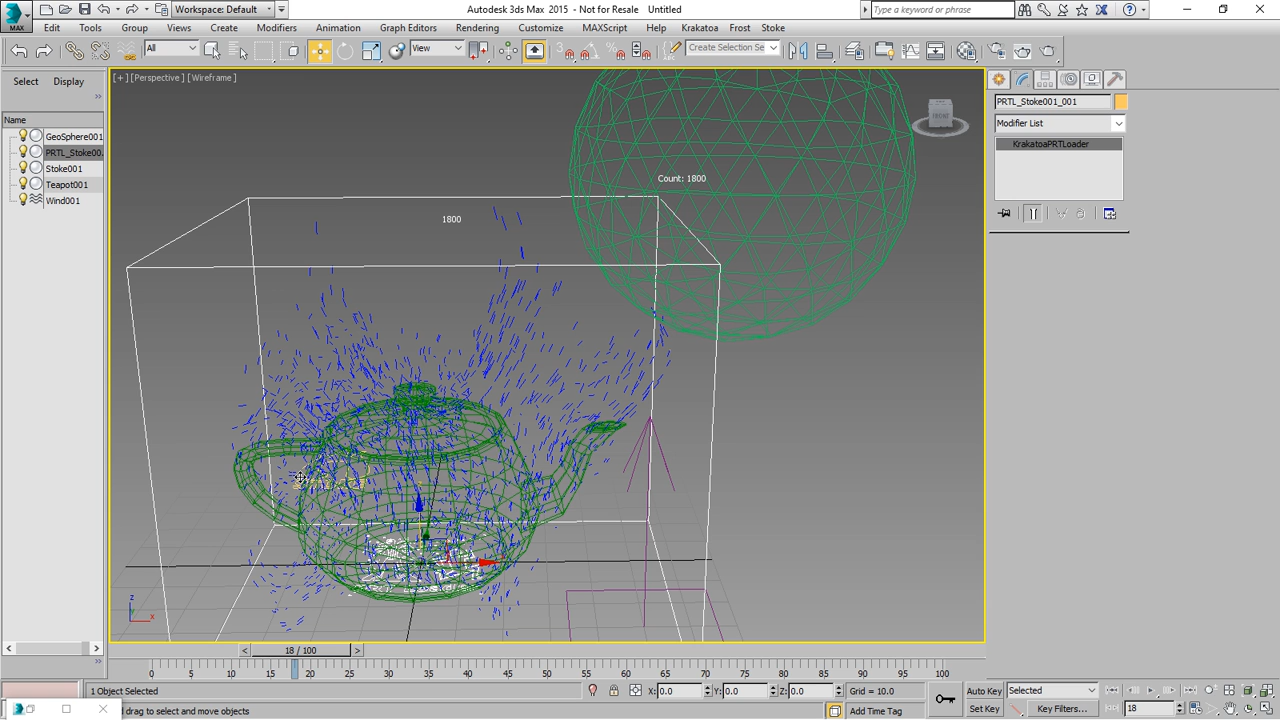 Workspace: Default
Autodesk 3ds Max 2015 - Not for Resale Untitled
Type a keyword or phrase
MAX
Edit Tools Group Views Create Modifiers Animation Graph Editors Rendering Customize MAXScript Help Krakatoa Frost Stoke
All View Create Selection Se
Select Display
[+] [Perspective] [Wireframe]
FRONT
Name
GeoSphere001
PRTL_Stoke00
Stoke001
Teapot001
Wind001
PRTL_Stoke001_001
Modifier List
KrakatoaPRTLoader
Count: 1800
1800
z
x
18 / 100
0 5 10 15 20 25 30 35 40 45 50 55 60 65 70 75 80 85 90 95 100
1 Object Selected
X: 0.0 Y: 0.0 Z: 0.0 Grid = 10.0
Auto Key Selected
drag to select and move objects
Add Time Tag
Set Key Key Filters...
18